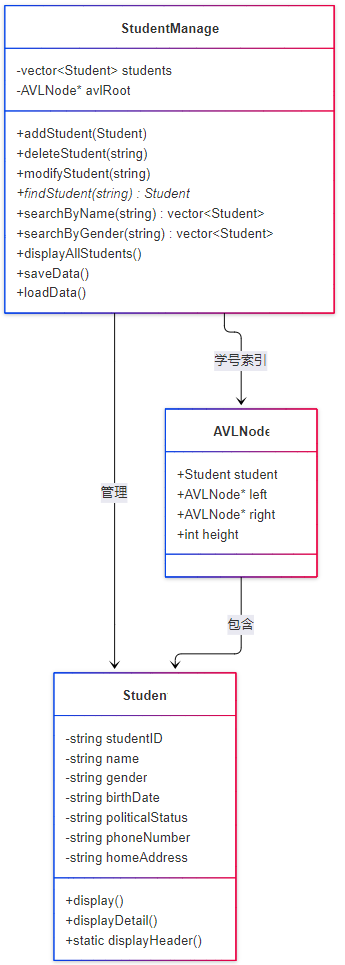 StudentManage
-vector<Student> students
-AVLNode* avlRoot
+addStudent(Student)
+deleteStudent(string)
+modifyStudent(string)
+findStudent(string) : Student
+searchByName(string) : vector<Student>
+searchByGender(string) : vector<Student>
+displayAllStudents()
+saveData()
+loadData()
学号索引
AVLNode
+Student student
+AVLNode* left
+AVLNode* right
+int height
管理
包含
Studen
-string studentID
-string name
-string gender
-string birthDate
-string politicalStatus
-string phoneNumber
-string homeAddress
+display()
+displayDetail()
+static displayHeader()